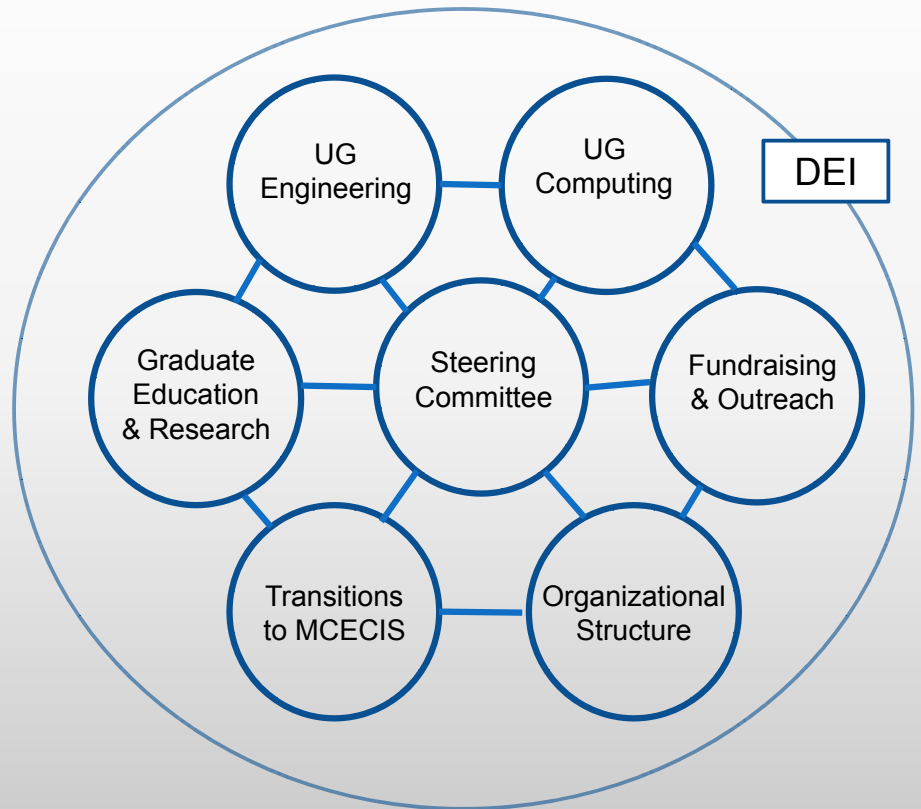 UG
Engineering
UG
Computing
DEI
Graduate
Education
& Research
Steering
Committee
Fundraising
& Outreach
Transitions
to MCECIS
Organizational
Structure